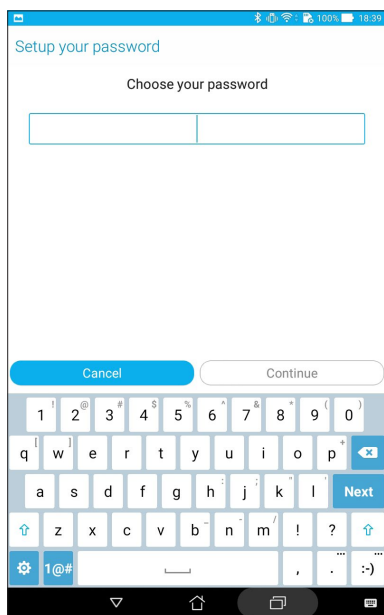 100% 18:39
Setup your password
Choose your password
Cancel Continue
1 ! 2 @ 3 # 4 $ 5 % 6 ^ 7 & 8 * 9 ( 0 )
q [ w ] e r t y u i o p +
a s d f g h : j ; k " l ' Next
z x c v b _ n - m / ! ?
1@# , . ... :-) ...